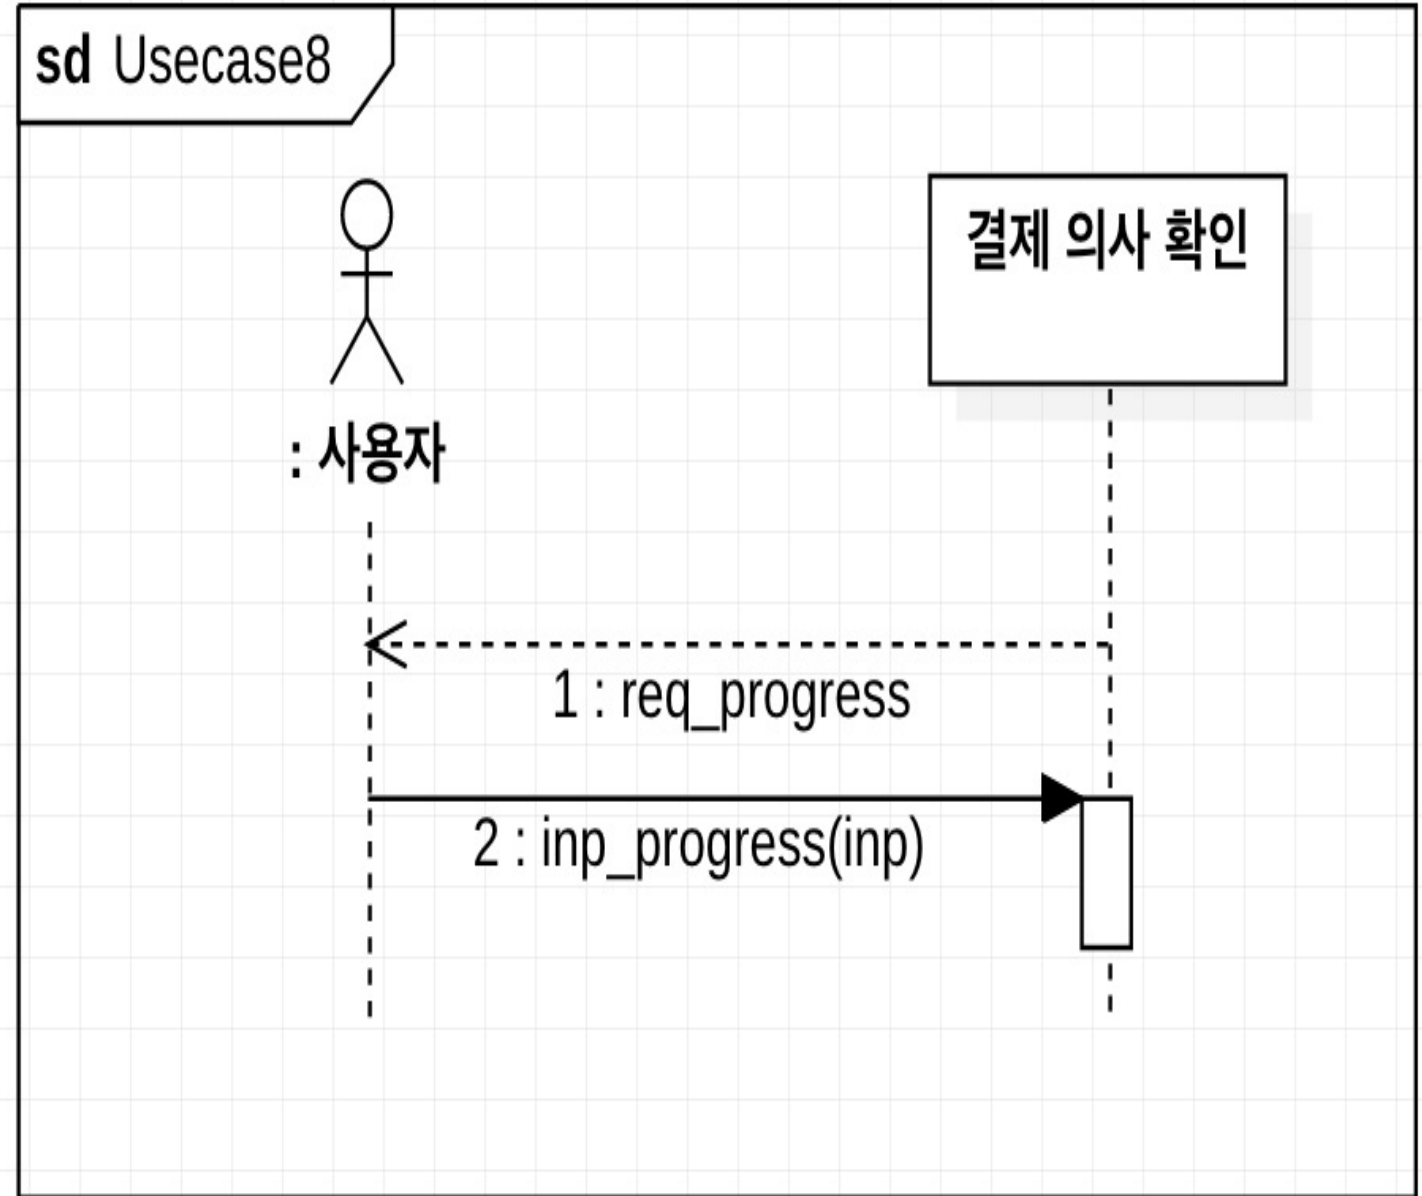 sd Usecase8
결제 의사 확인
: 사용자
1 : req_progress
2 : inp_progress(inp)